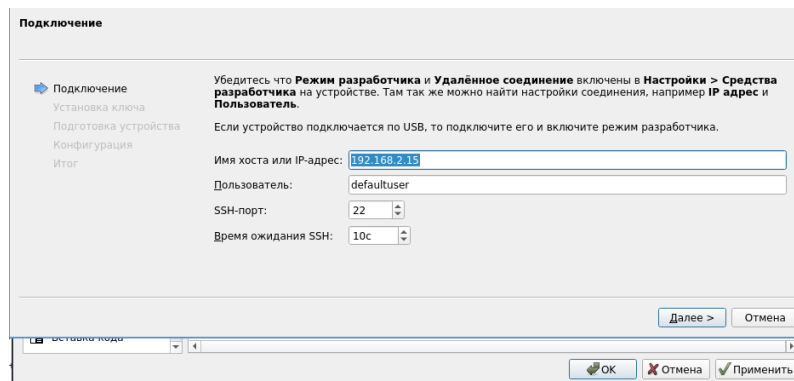 Подключение
Убедитесь что Режим разработчика и Удалённое соединение включены в Настройки > Средства
разработчика на устройстве. Там так же можно найти настройки соединения, например IP адрес и
Пользователь.
Если устройство подключается по USB, то подключите его и включите режим разработчика.
Подключение
Установка ключа
Подготовка устройства
Конфигурация
Итог
Имя хоста или IP-адрес: 192.168.2.15
Пользователь: defaultuser
SSH-порт: 22
Время ожидания SSH: 10с
Далее > Отмена
Вставка кода
OK Отмена Применить